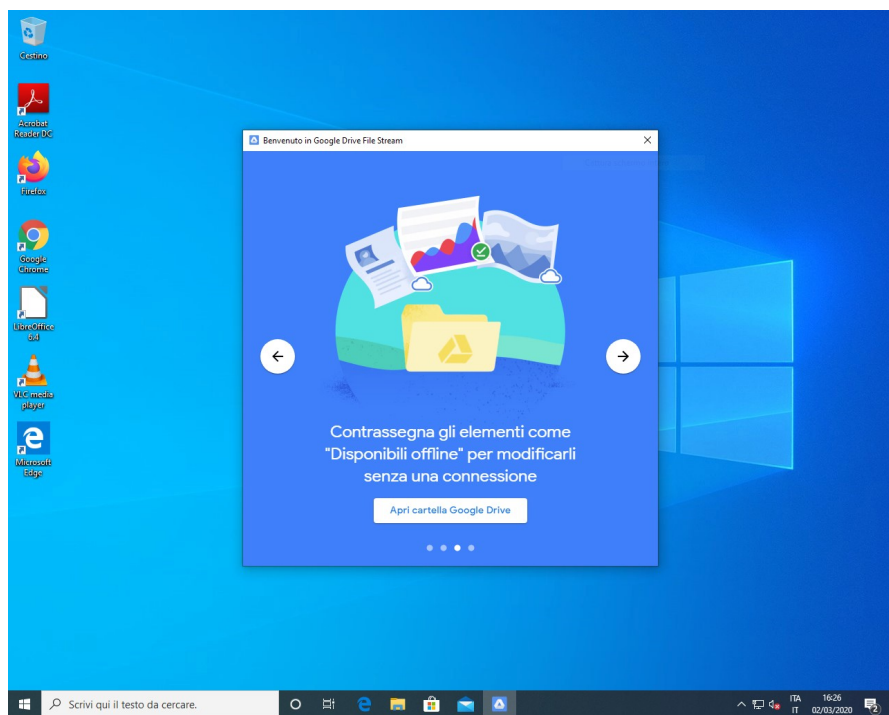 Cestino
Acrobat
Reader DC
Firefox
Google
Chrome
LibreOffice
6.4
VLC media
player
Microsoft
Edge
Benvenuto in Google Drive File Stream
Contrassegna gli elementi come
"Disponibili offline" per modificarli
senza una connessione
Apri cartella Google Drive
Scrivi qui il testo da cercare.
ITA
IT
16:26
02/03/2020
2